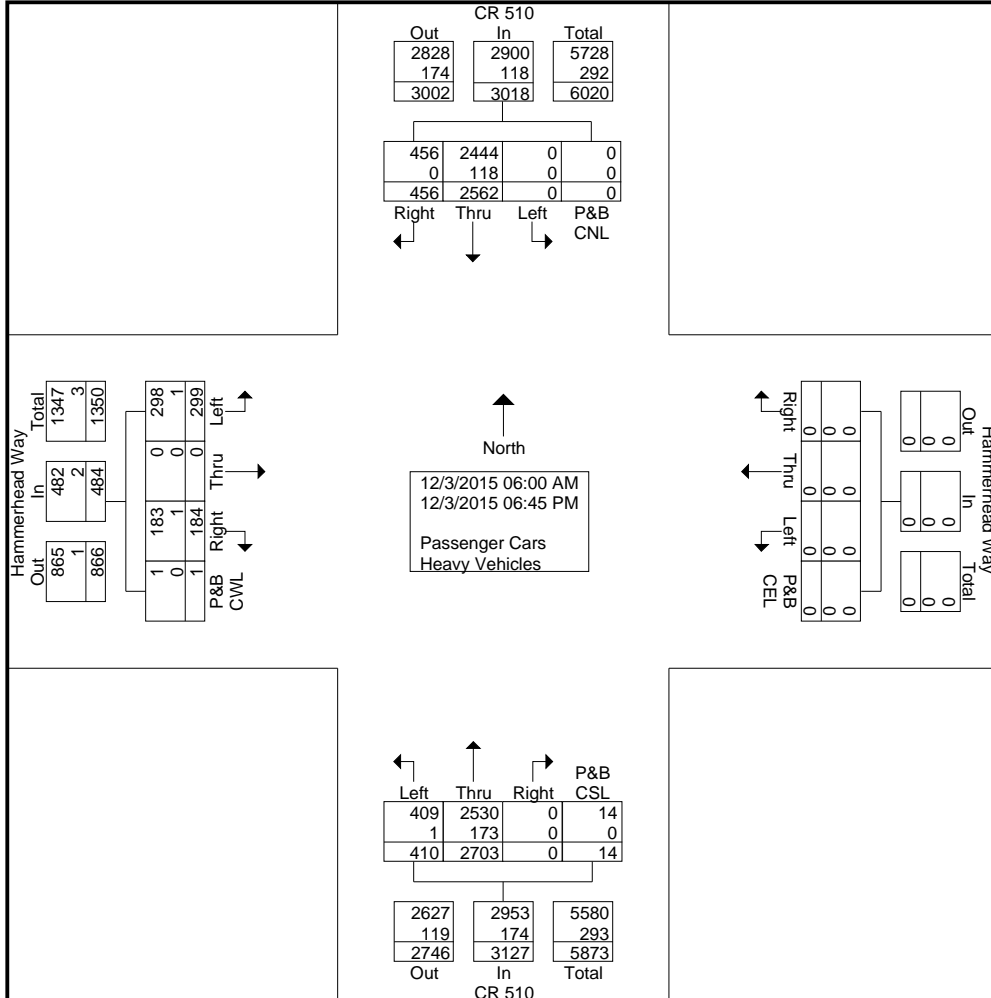 CR 510
Out In Total
2828 2900 5728
174 118 292
3002 3018 6020
456 2444 0 0
0 118 0 0
456 2562 0 0
Right Thru Left P&B
CNL
Hammerhead Way
Total In Out
1347 482 865
3 2 1
1350 484 866
298 0 183 1
1 0 1 0
299 0 184 1
Left Thru Right P&B
CWL
North
12/3/2015 06:00 AM
12/3/2015 06:45 PM
Passenger Cars
Heavy Vehicles
Right Thru Left P&B
CEL
0 0 0 0
0 0 0 0
0 0 0 0
Out In Total
0 0 0
0 0 0
0 0 0
Hammerhead Way
P&B
Left Thru Right CSL
409 2530 0 14
1 173 0 0
410 2703 0 14
2627 2953 5580
119 174 293
2746 3127 5873
Out In Total
CR 510